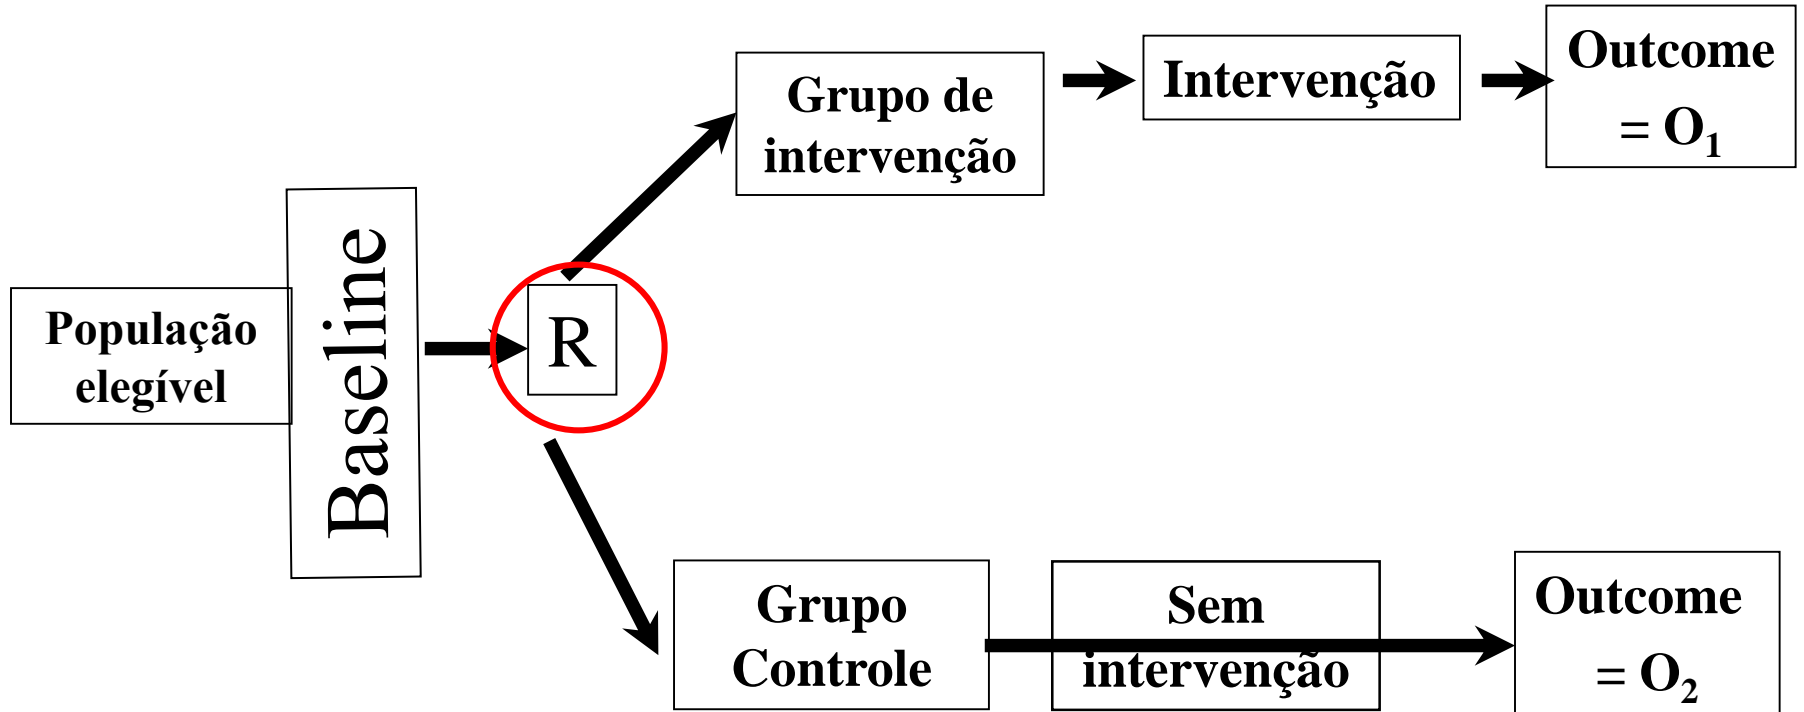 População
elegível
Baseline
R
Grupo de
intervenção
Intervenção
Outcome
= O₁
Grupo
Controle
Sem
intervenção
Outcome
= O₂